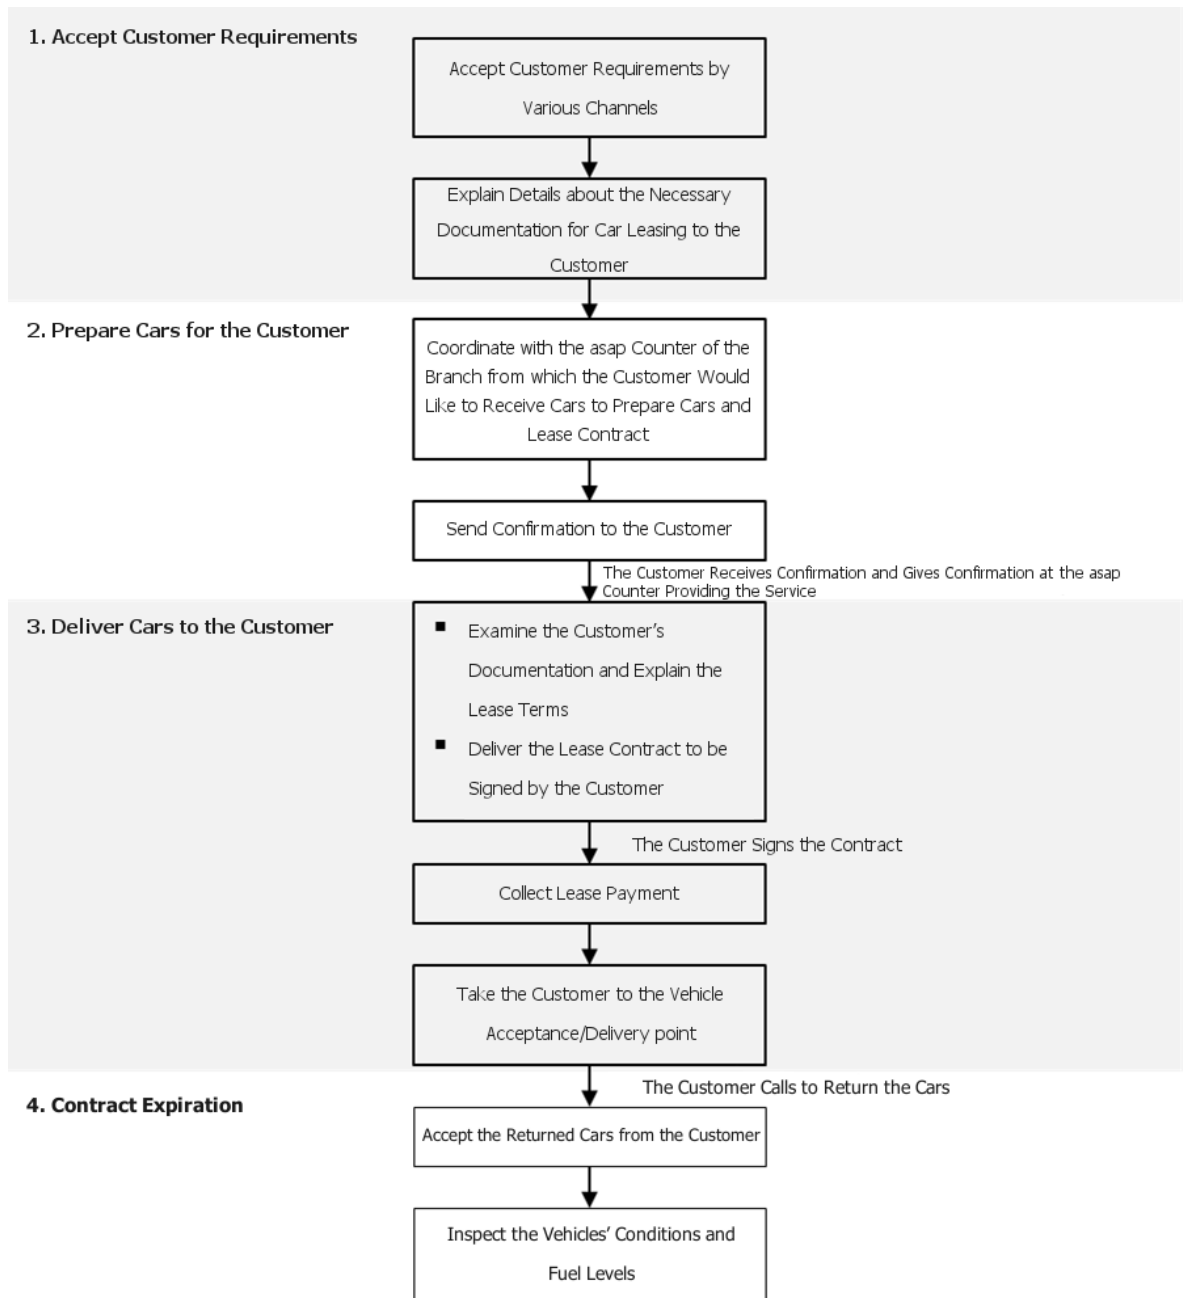 1. Accept Customer Requirements
Accept Customer Requirements by
Various Channels
Explain Details about the Necessary
Documentation for Car Leasing to the
Customer
2. Prepare Cars for the Customer
Coordinate with the asap Counter of the
Branch from which the Customer Would
Like to Receive Cars to Prepare Cars and
Lease Contract
Send Confirmation to the Customer
The Customer Receives Confirmation and Gives Confirmation at the asap
Counter Providing the Service
3. Deliver Cars to the Customer
■ Examine the Customer's
Documentation and Explain the
Lease Terms
■ Deliver the Lease Contract to be
Signed by the Customer
The Customer Signs the Contract
Collect Lease Payment
Take the Customer to the Vehicle
Acceptance/Delivery point
The Customer Calls to Return the Cars
4. Contract Expiration
Accept the Returned Cars from the Customer
Inspect the Vehicles' Conditions and
Fuel Levels